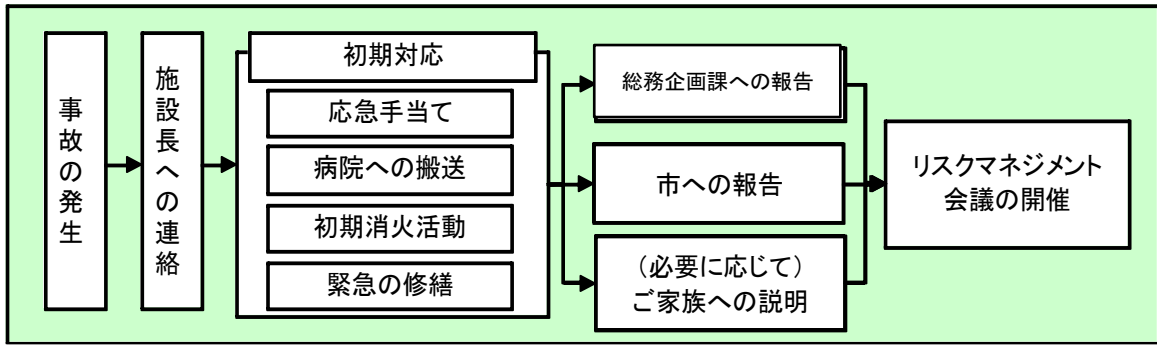 事故の発生
施設長への連絡
初期対応
応急手当て
病院への搬送
初期消火活動
緊急の修繕
総務企画課への報告
市への報告
（必要に応じて）
ご家族への説明
リスクマネジメント
会議の開催